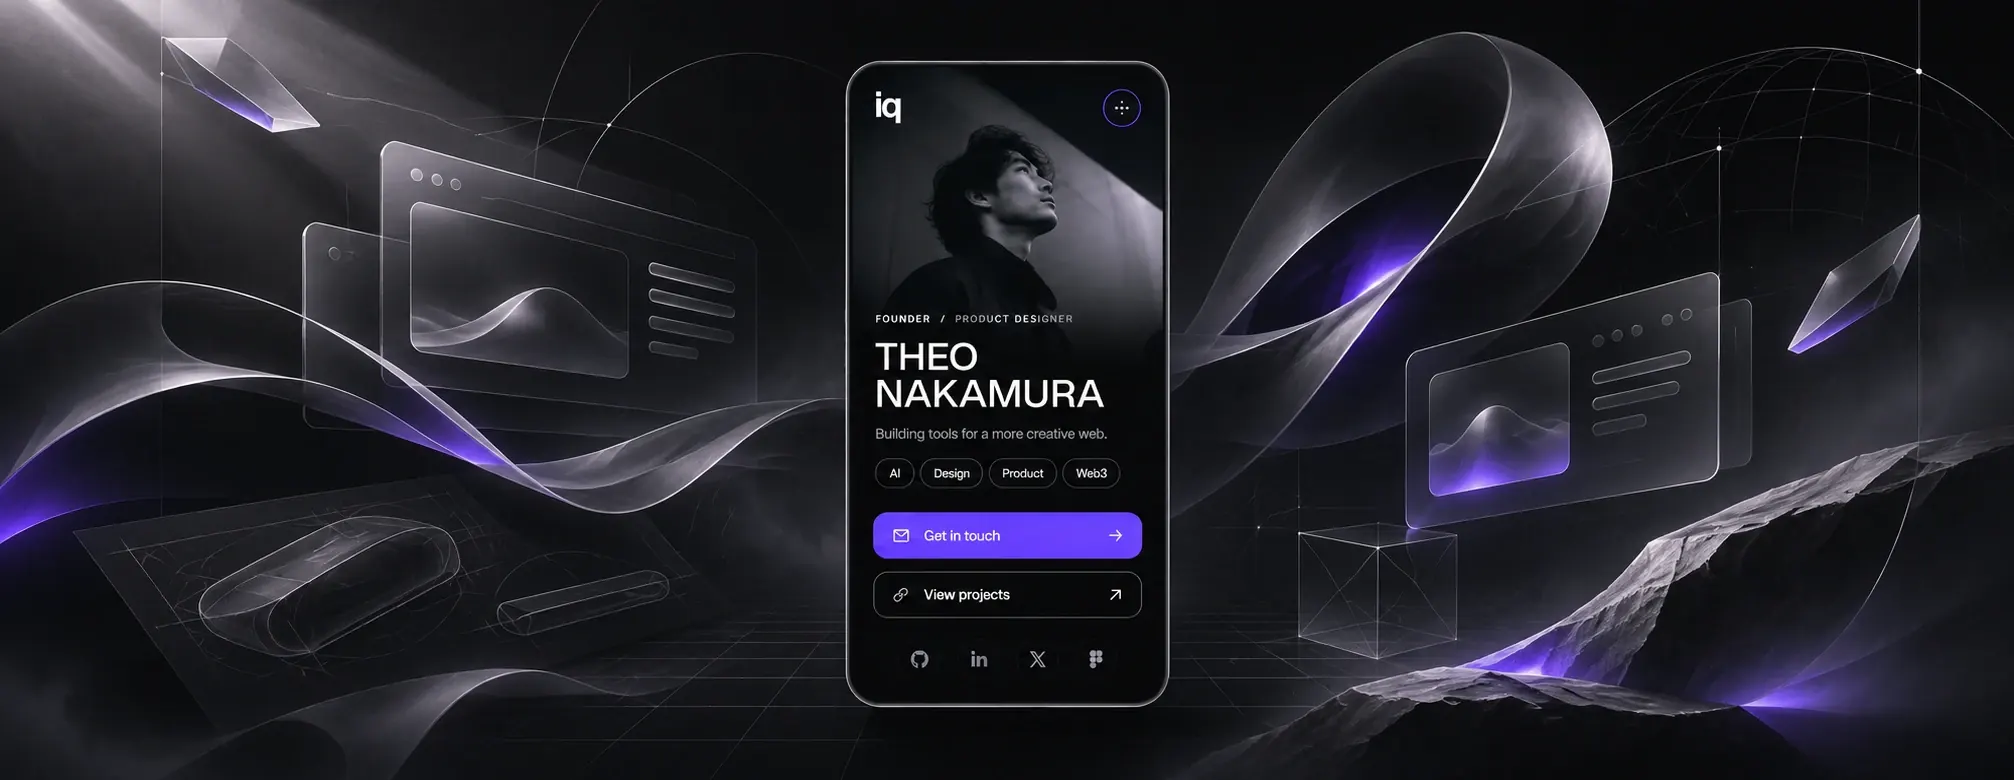 iq
FOUNDER / PRODUCT DESIGNER
THEO
NAKAMURA
Building tools for a more creative web.
AI Design Product Web3
Get in touch
View projects
in